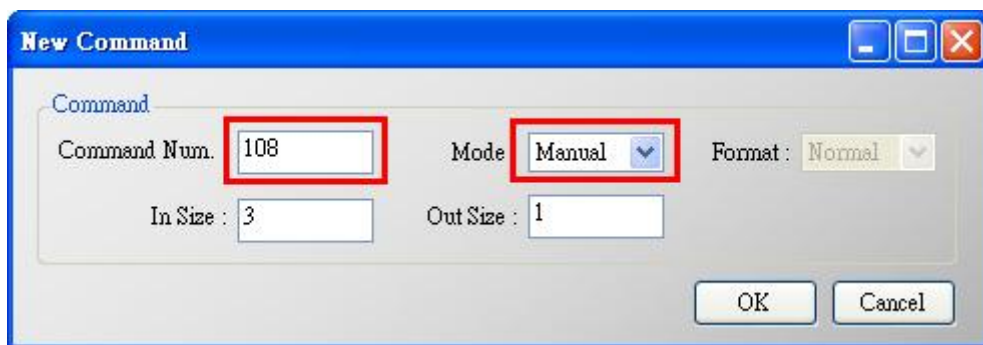 New Command
Command
Command Num. 108 Mode Manual Format : Normal
In Size : 3 Out Size : 1
OK Cancel